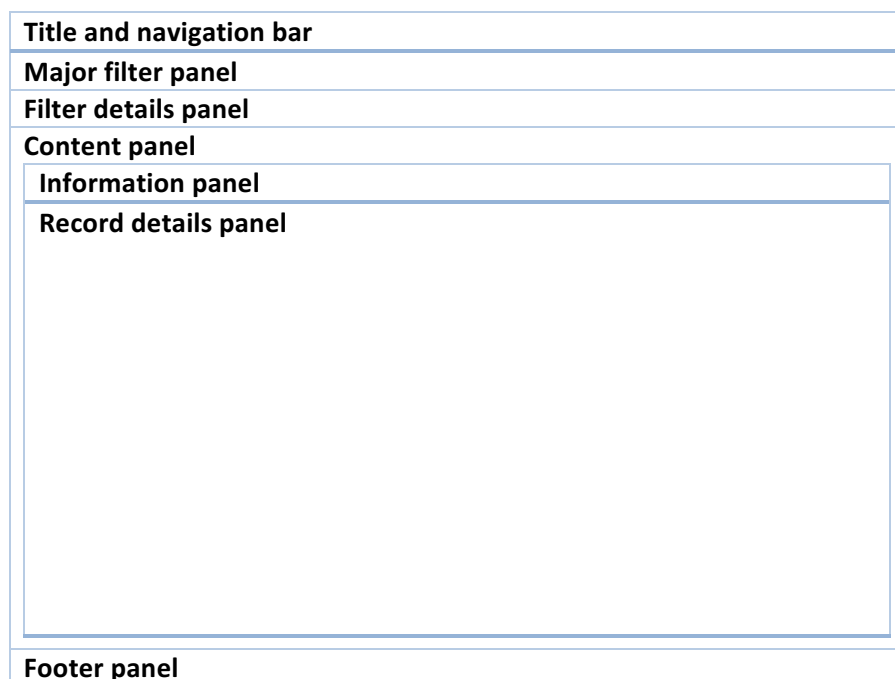 Title and navigation bar
Major filter panel
Filter details panel
Content panel
Information panel
Record details panel
Footer panel